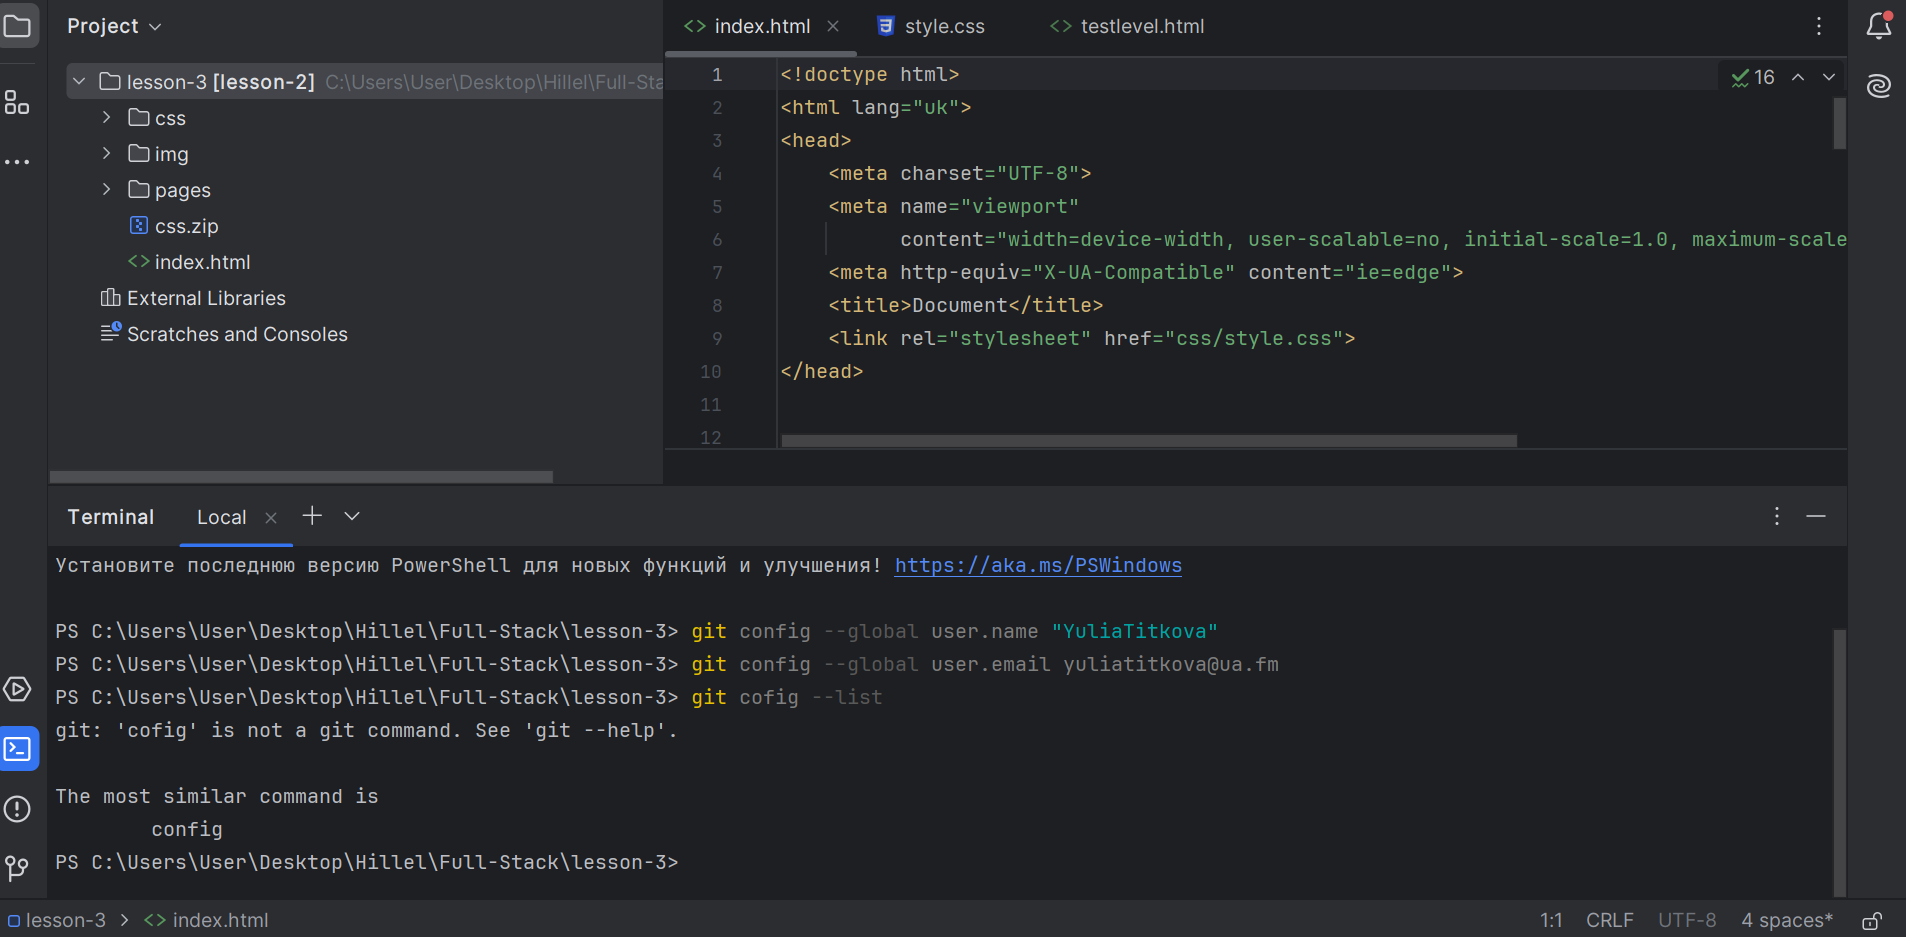 Project
lesson-3 [lesson-2] C:\Users\User\Desktop\Hillel\Full-Sta
css
img
pages
css.zip
index.html
External Libraries
Scratches and Consoles
index.html style.css testlevel.html
16
1 <!doctype html>
2 <html lang="uk">
3 <head>
4 <meta charset="UTF-8">
5 <meta name="viewport"
6 content="width=device-width, user-scalable=no, initial-scale=1.0, maximum-scale
7 <meta http-equiv="X-UA-Compatible" content="ie=edge">
8 <title>Document</title>
9 <link rel="stylesheet" href="css/style.css">
10 </head>
11
12
Terminal Local
Установите последнюю версию PowerShell для новых функций и улучшения! https://aka.ms/PSWindows
PS C:\Users\User\Desktop\Hillel\Full-Stack\lesson-3> git config --global user.name "YuliaTitkova"
PS C:\Users\User\Desktop\Hillel\Full-Stack\lesson-3> git config --global user.email yuliatitkova@ua.fm
PS C:\Users\User\Desktop\Hillel\Full-Stack\lesson-3> git cofig --list
git: 'cofig' is not a git command. See 'git --help'.
The most similar command is
config
PS C:\Users\User\Desktop\Hillel\Full-Stack\lesson-3>
lesson-3 > index.html 1:1 CRLF UTF-8 4 spaces*